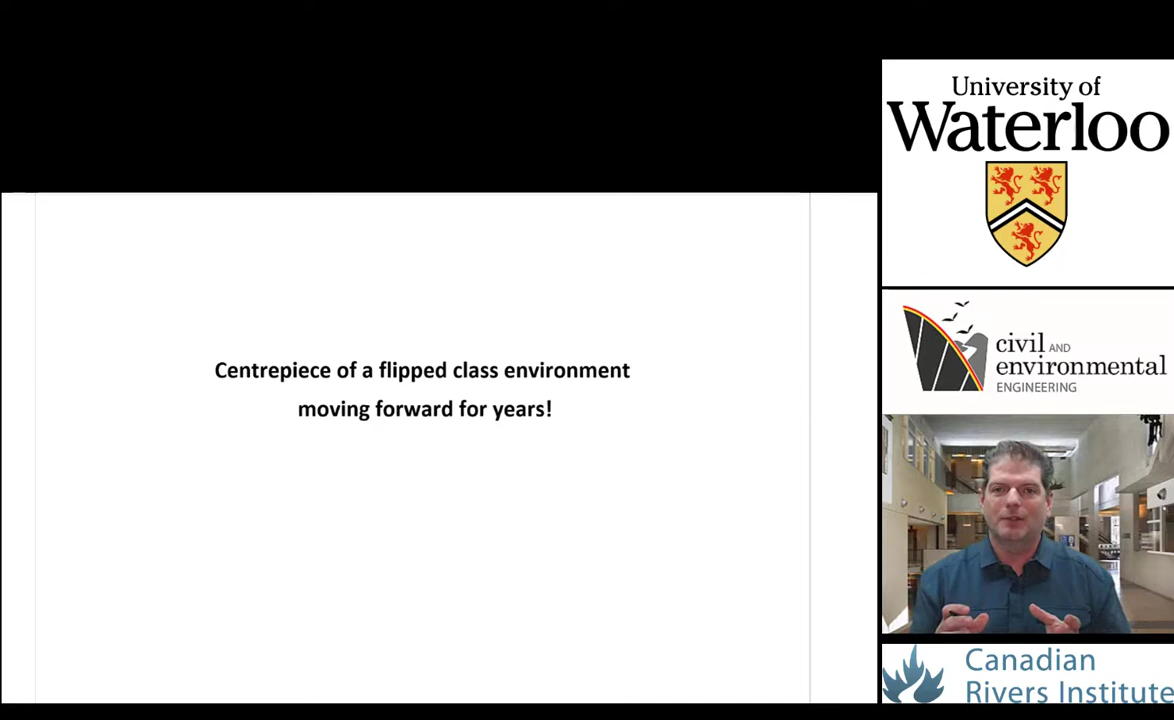 Centrepiece of a flipped class environment
moving forward for years!
University of
Waterloo
civil AND
environmental
ENGINEERING
Canadian
Rivers Institute